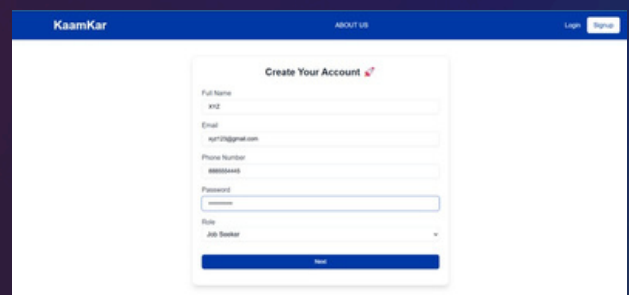 KaamKar
ABOUT US
Login
Signup
Create Your Account 🚀
Full Name
XYZ
Email
xyz123@gmail.com
Phone Number
Password
Role
Job Seeker
Next